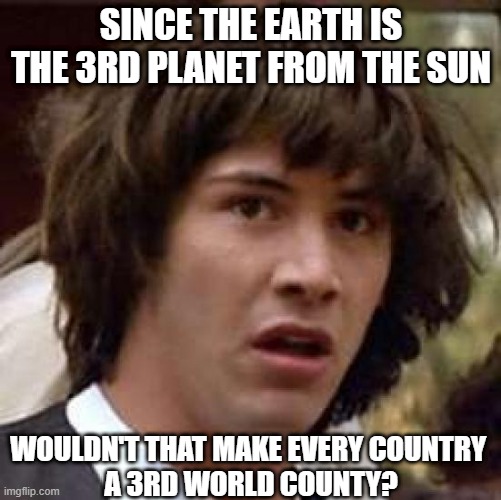 SINCE THE EARTH IS
THE 3RD PLANET FROM THE SUN
WOULDN'T THAT MAKE EVERY COUNTRY
A 3RD WORLD COUNTY?
imgflip.com